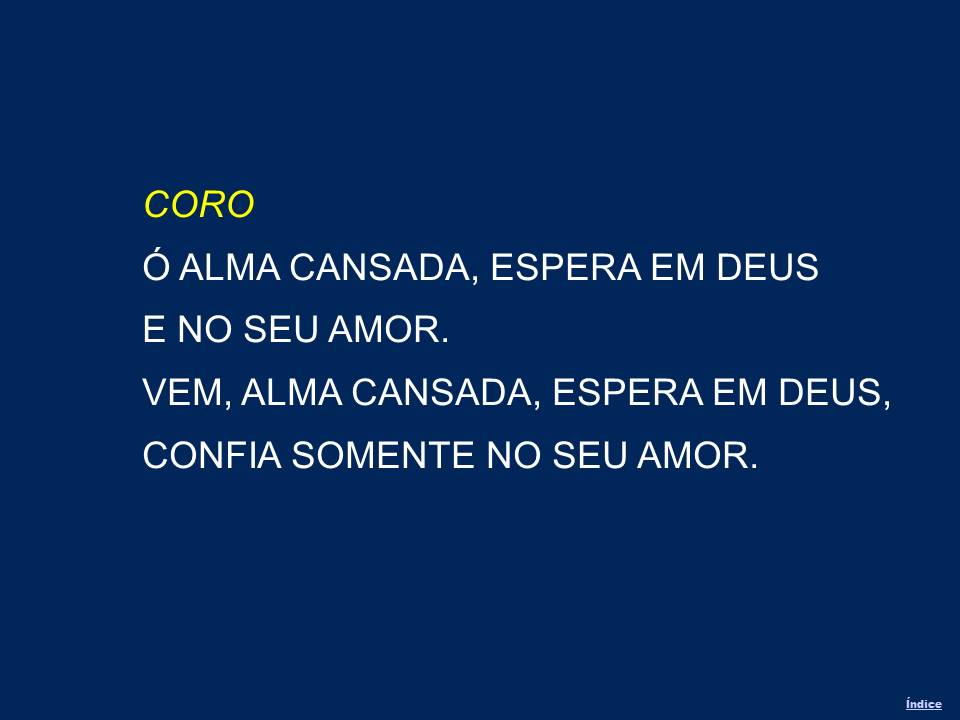 CORO
Ó ALMA CANSADA, ESPERA EM DEUS
E NO SEU AMOR.
VEM, ALMA CANSADA, ESPERA EM DEUS,
CONFIA SOMENTE NO SEU AMOR.
Índice